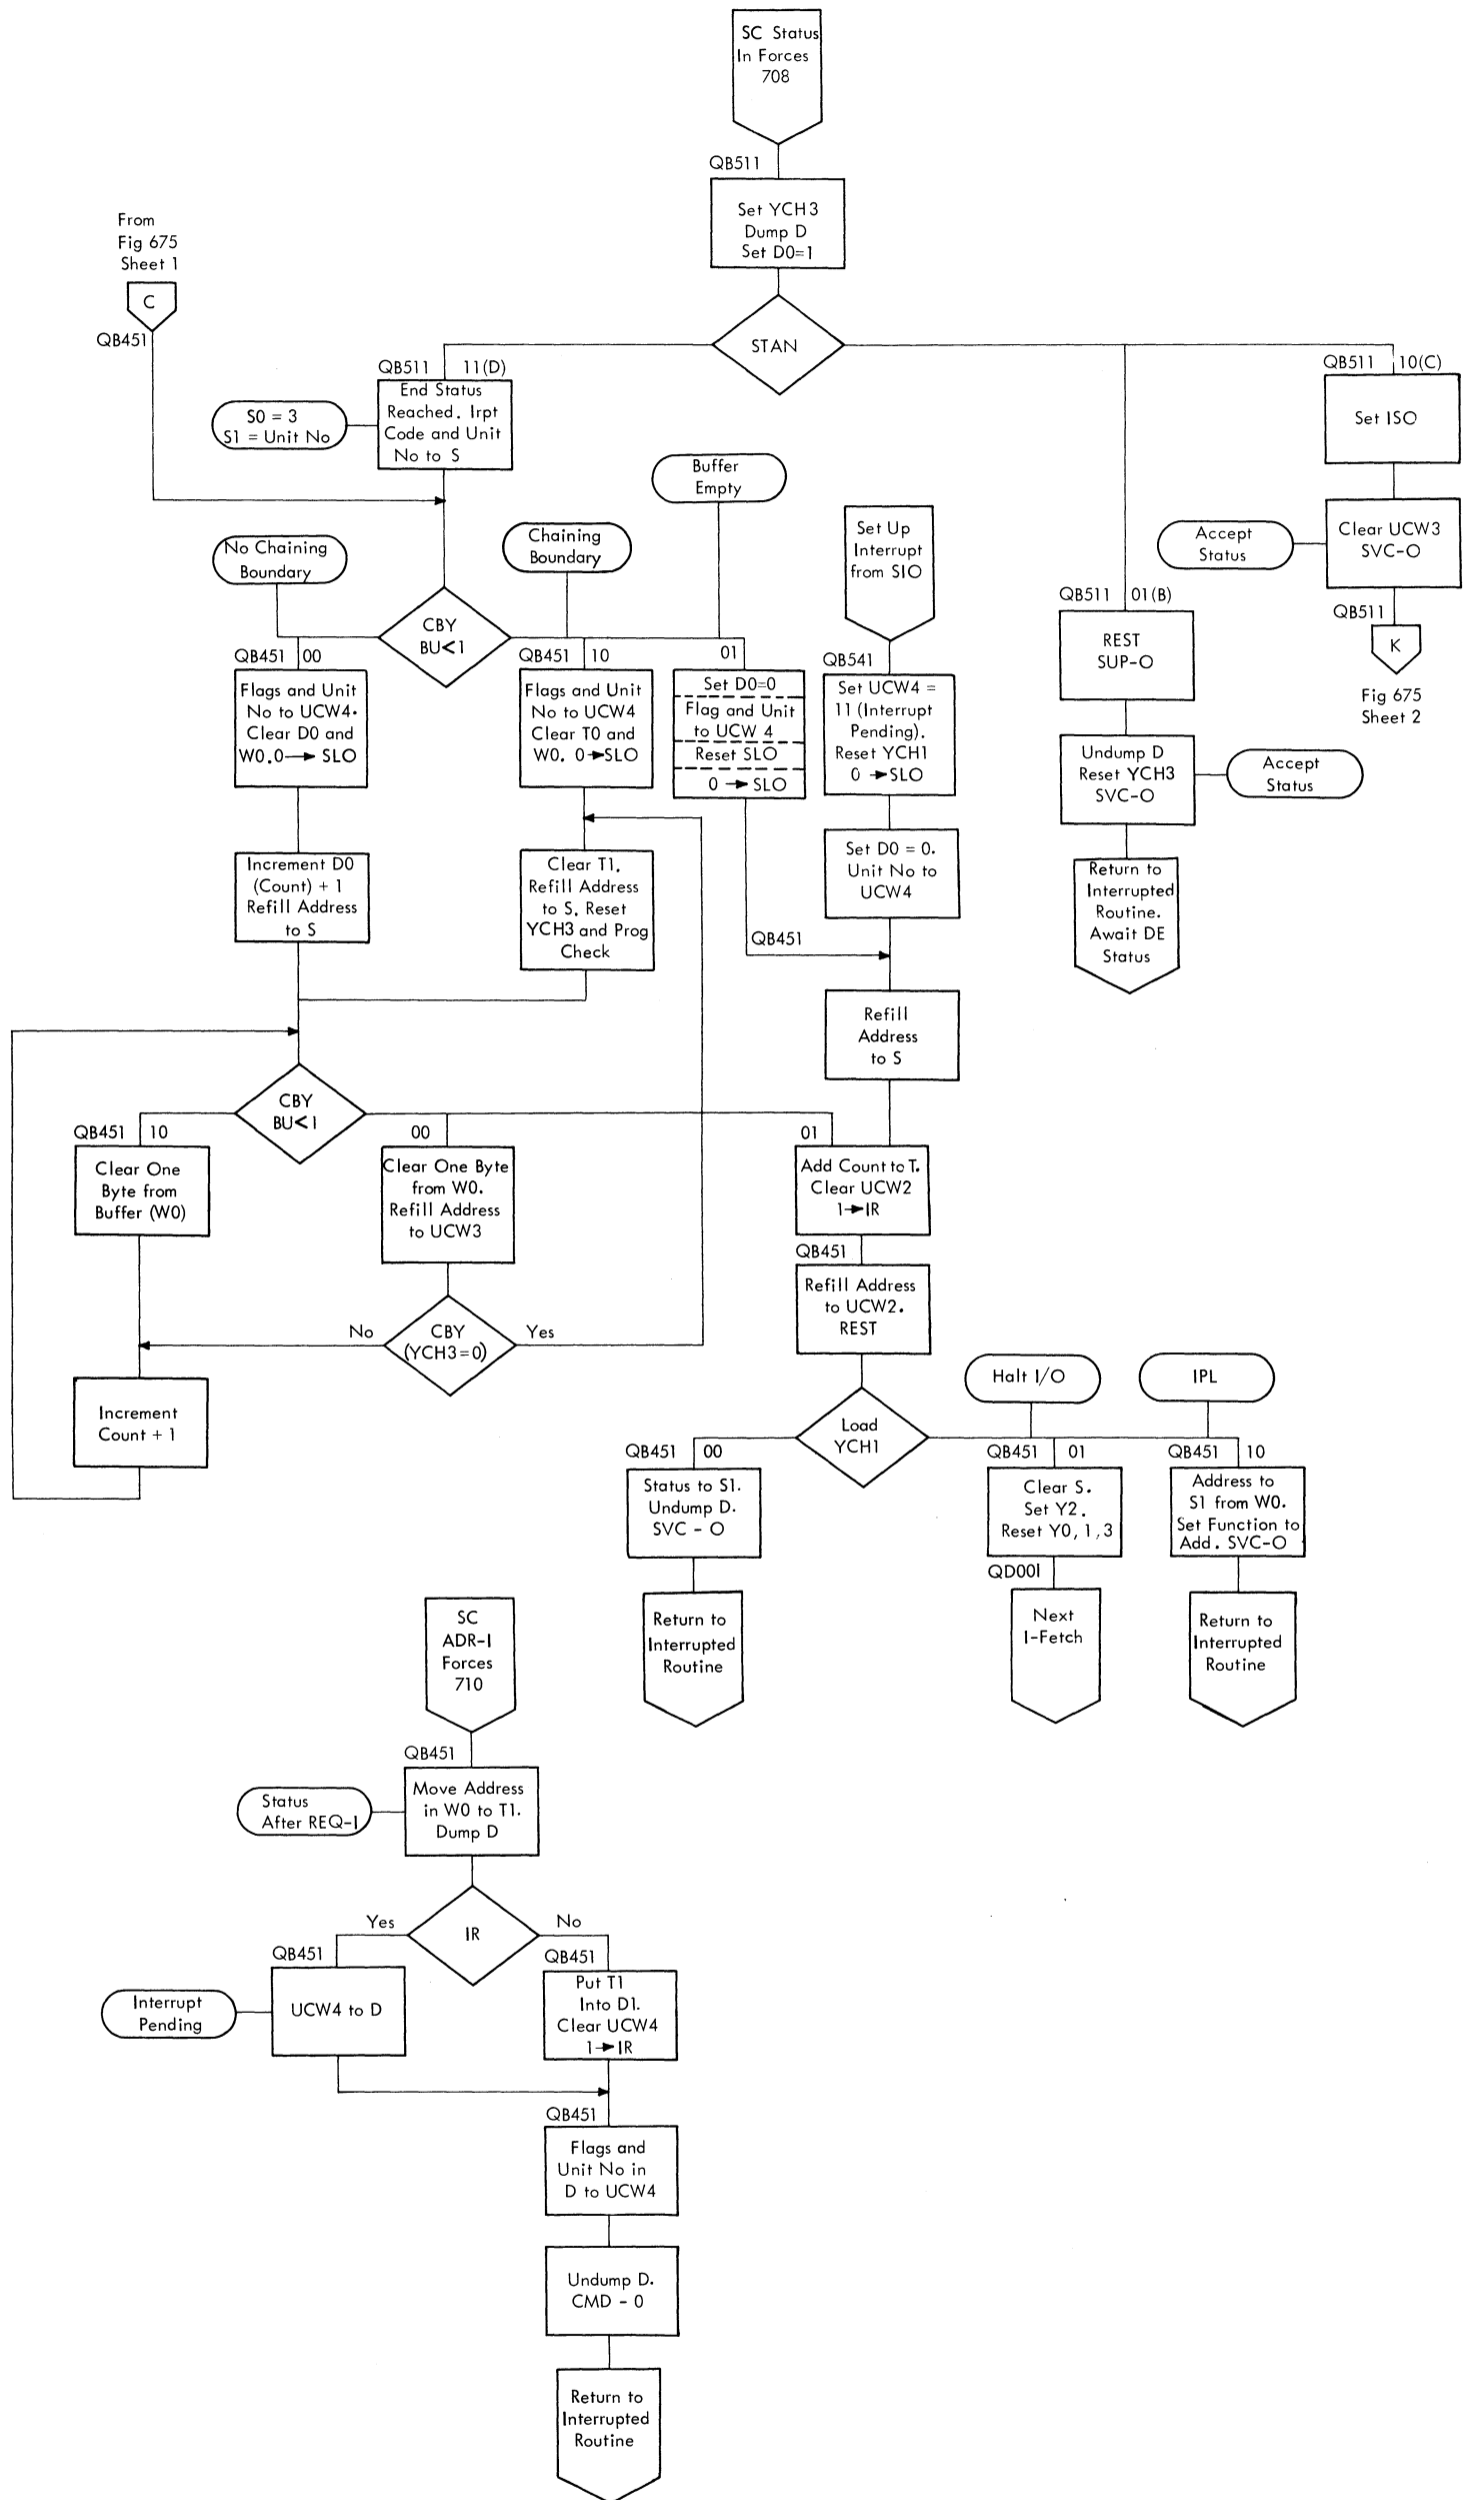 SC Status
In Forces
708
QB511
Set YCH3
Dump D
Set D0=1
From
Fig 675
Sheet 1
C
QB451
STAN
QB511 11(D)
End Status
Reached. Irpt
Code and Unit
No to S
S0 = 3
S1 = Unit No
QB511 10(C)
Set ISO
Clear UCW3
SVC-O
Accept
Status
QB511
K
Fig 675
Sheet 2
QB511 01(B)
REST
SUP-O
Undump D
Reset YCH3
SVC-O
Accept
Status
Return to
Interrupted
Routine.
Await DE
Status
Buffer
Empty
Chaining
Boundary
No Chaining
Boundary
CBY
BU<1
QB451 00
Flags and Unit
No to UCW4.
Clear D0 and
W0.0→ SLO
Increment D0
(Count) + 1
Refill Address
to S
QB451 10
Flags and Unit
No to UCW4
Clear T0 and
W0. 0→SLO
Clear T1.
Refill Address
to S. Reset
YCH3 and Prog
Check
01
Set D0=0
Flag and Unit
to UCW 4
Reset SLO
0 → SLO
QB451
Set Up
Interrupt
from SIO
QB541
Set UCW4 =
11 (Interrupt
Pending).
Reset YCH1
0 →SLO
Set D0 = 0.
Unit No to
UCW4
Refill
Address
to S
CBY
BU<1
QB451 10
Clear One
Byte from
Buffer (W0)
00
Clear One Byte
from W0.
Refill Address
to UCW3
01
Add Count to T.
Clear UCW2
1→IR
QB451
Refill Address
to UCW2.
REST
No
CBY
(YCH3=0)
Yes
Increment
Count + 1
Load
YCH1
Halt I/O
IPL
QB451 00
Status to S1.
Undump D.
SVC - O
Return to
Interrupted
Routine
QB451 01
Clear S.
Set Y2.
Reset Y0, 1, 3
QD001
Next
I-Fetch
QB451 10
Address to
S1 from W0.
Set Function to
Add. SVC-O
Return to
Interrupted
Routine
SC
ADR-I
Forces
710
QB451
Move Address
in W0 to T1.
Dump D
Status
After REQ-I
IR
Yes
No
QB451
UCW4 to D
Interrupt
Pending
QB451
Put T1
Into D1.
Clear UCW4
1→IR
QB451
Flags and
Unit No in
D to UCW4
Undump D.
CMD - 0
Return to
Interrupted
Routine